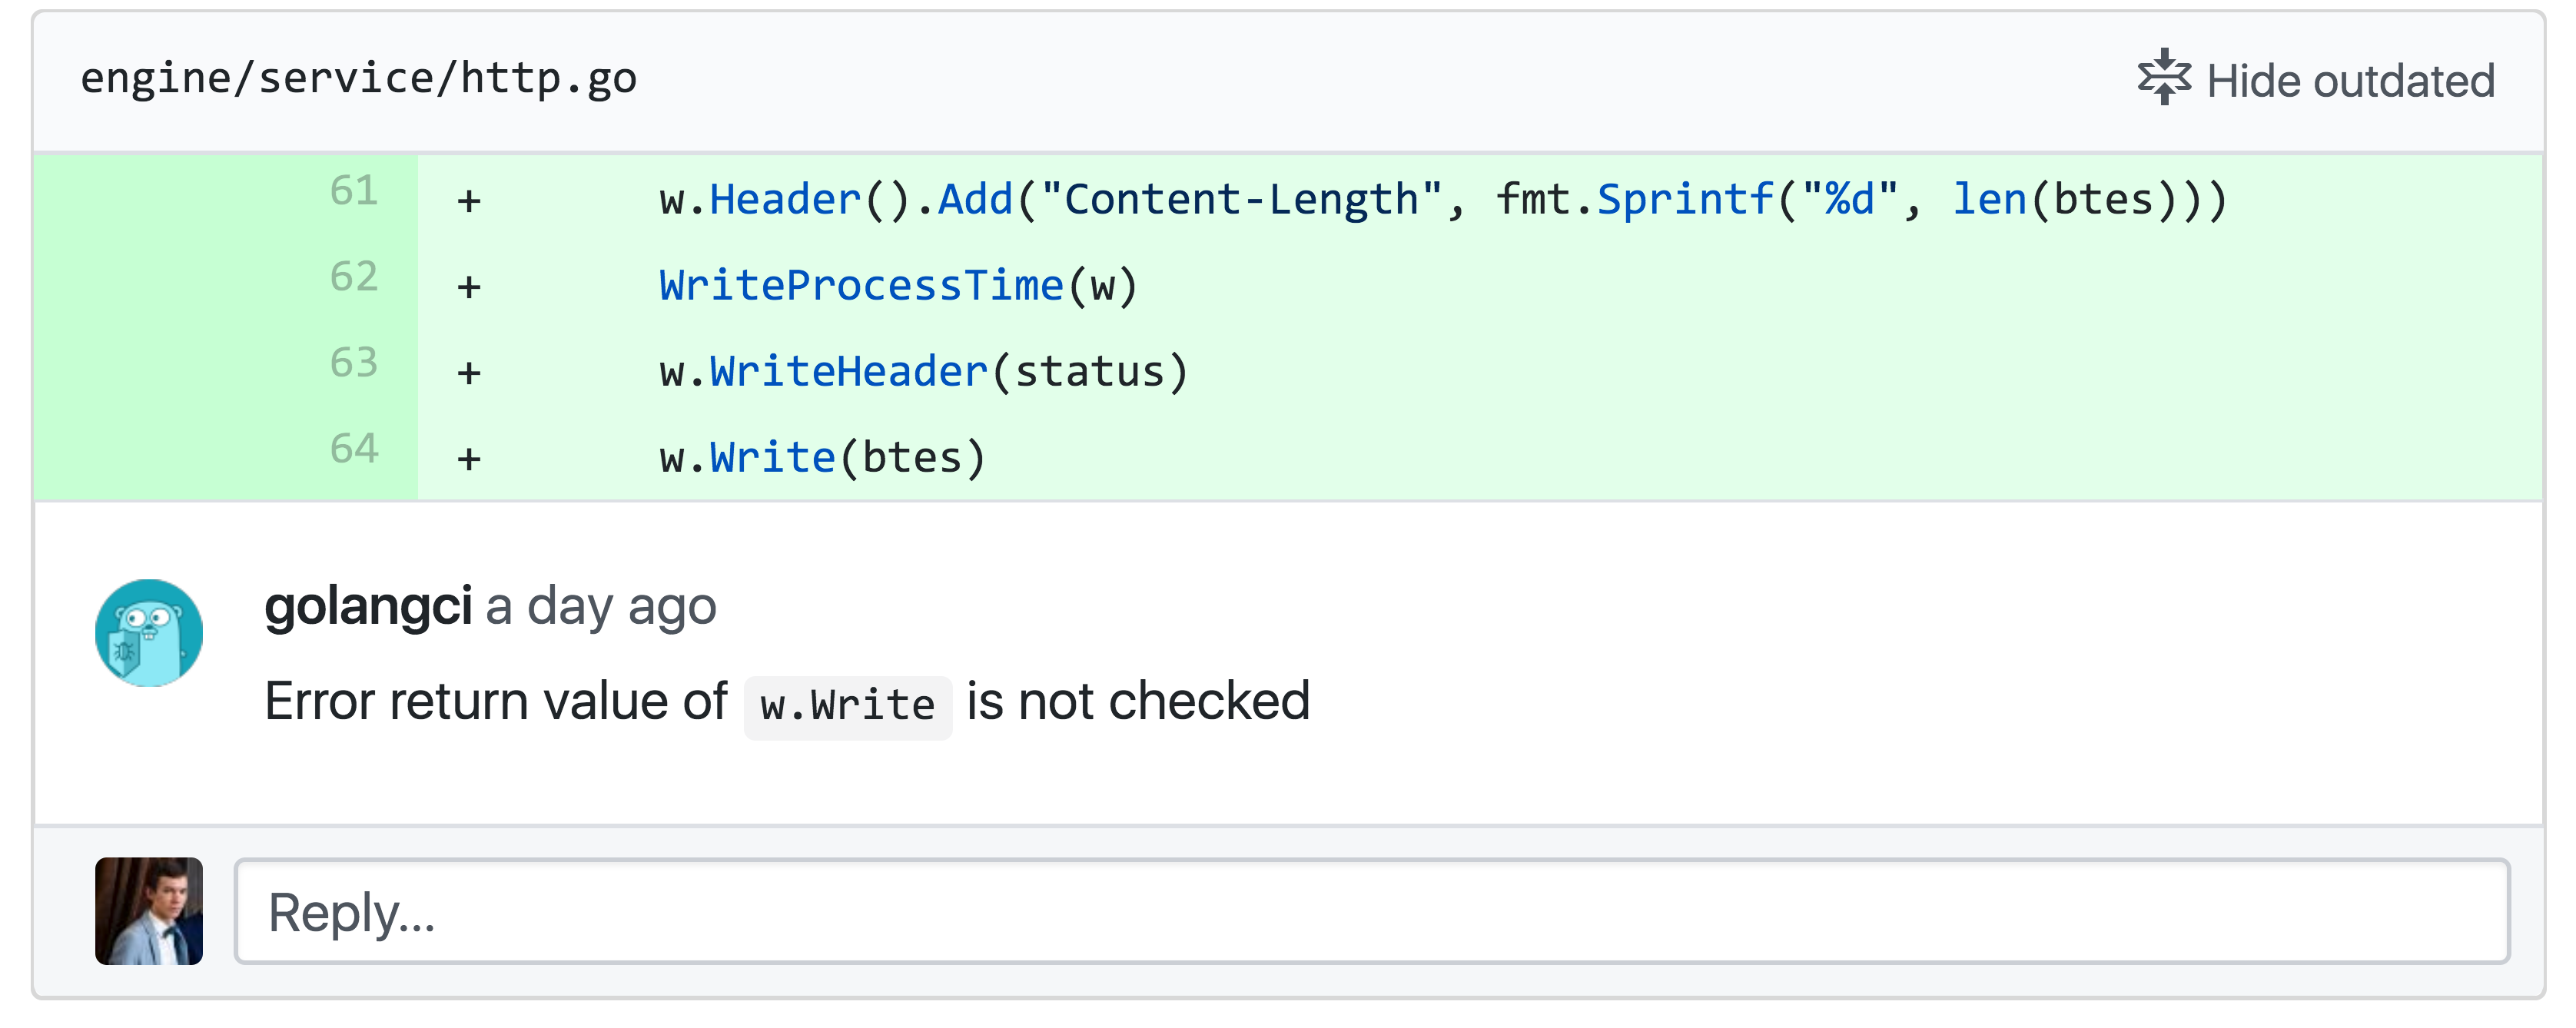 engine/service/http.go
Hide outdated
61 + w.Header().Add("Content-Length", fmt.Sprintf("%d", len(btes)))
62 + WriteProcessTime(w)
63 + w.WriteHeader(status)
64 + w.Write(btes)
golangci a day ago
Error return value of w.Write is not checked
Reply...